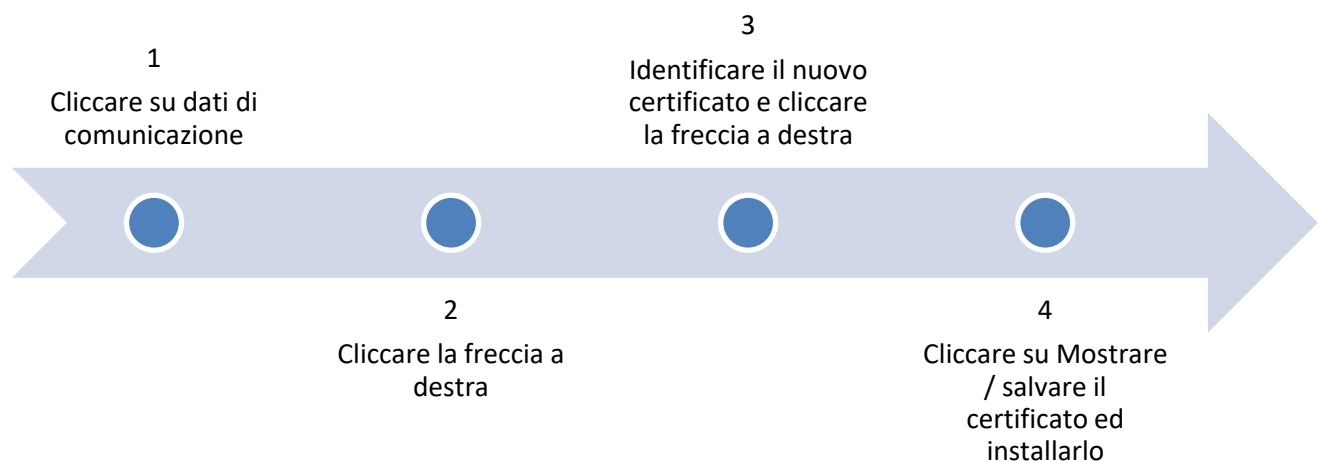 1
Cliccare su dati di
comunicazione
2
Cliccare la freccia a
destra
3
Identificare il nuovo
certificato e cliccare
la freccia a destra
4
Cliccare su Mostrare
/ salvare il
certificato ed
installarlo